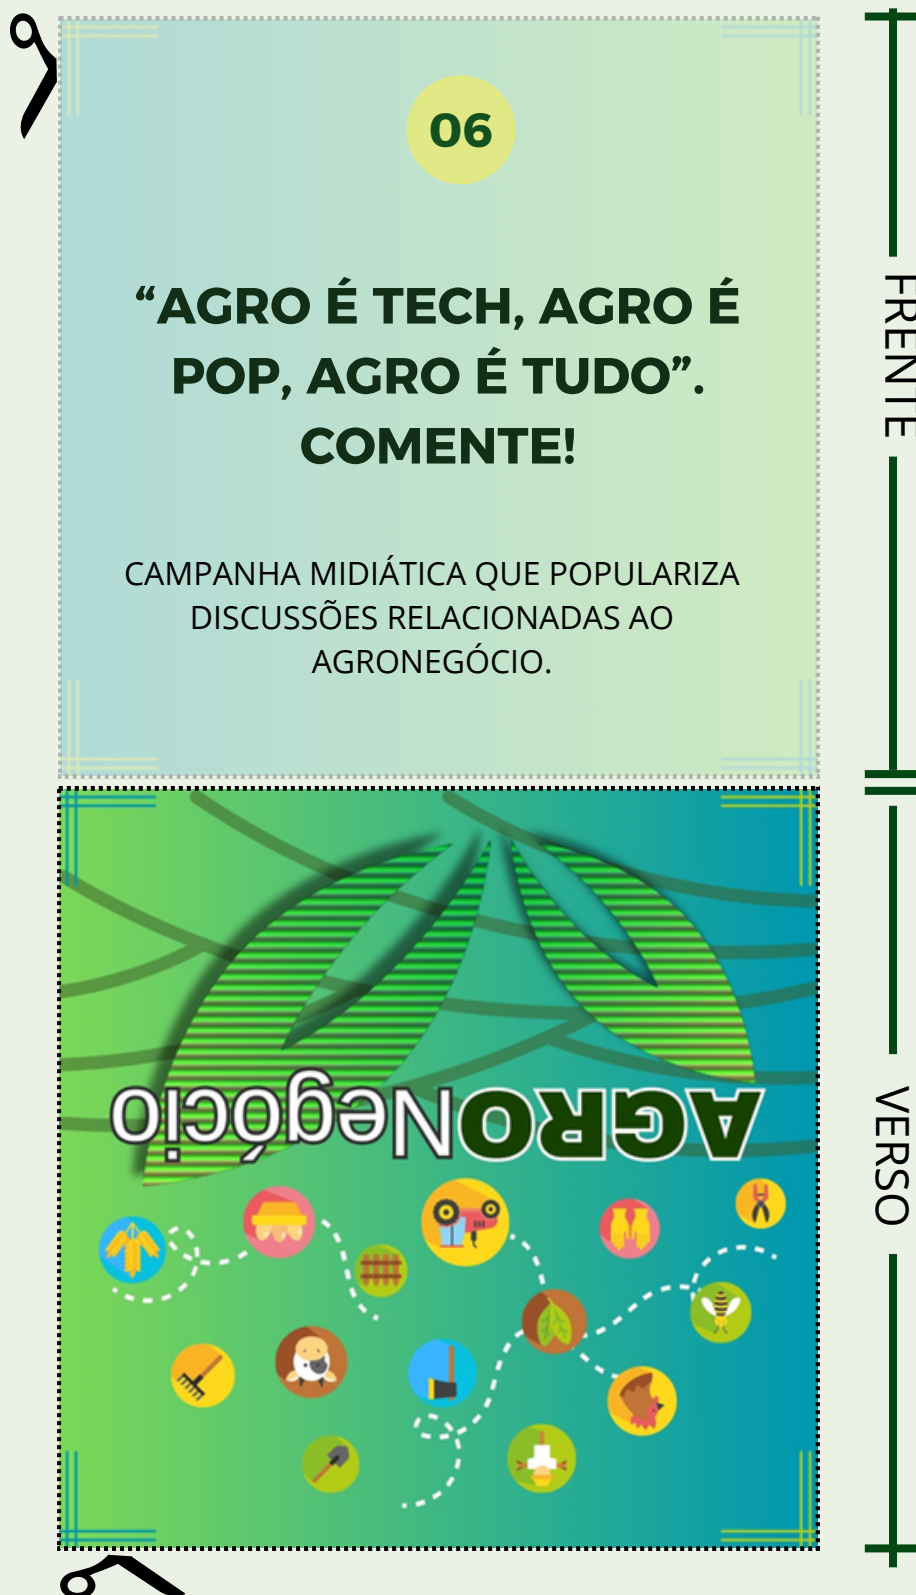 06
“AGRO É TECH, AGRO É
POP, AGRO É TUDO”.
COMENTE!
CAMPANHA MIDIÁTICA QUE POPULARIZA
DISCUSSÕES RELACIONADAS AO
AGRONEGÓCIO.
FRENTE
AGRONegócio
VERSO